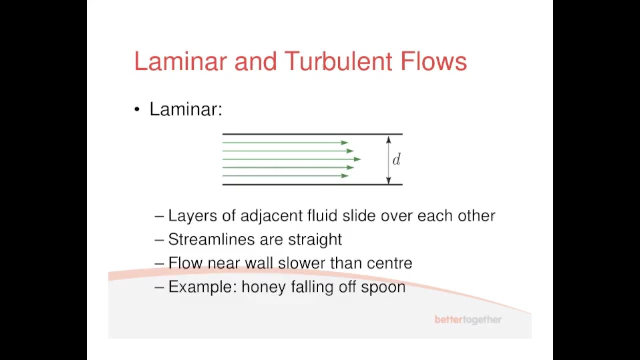 Laminar and Turbulent Flows
• Laminar:
d
– Layers of adjacent fluid slide over each other
– Streamlines are straight
– Flow near wall slower than centre
– Example: honey falling off spoon
bettertogether